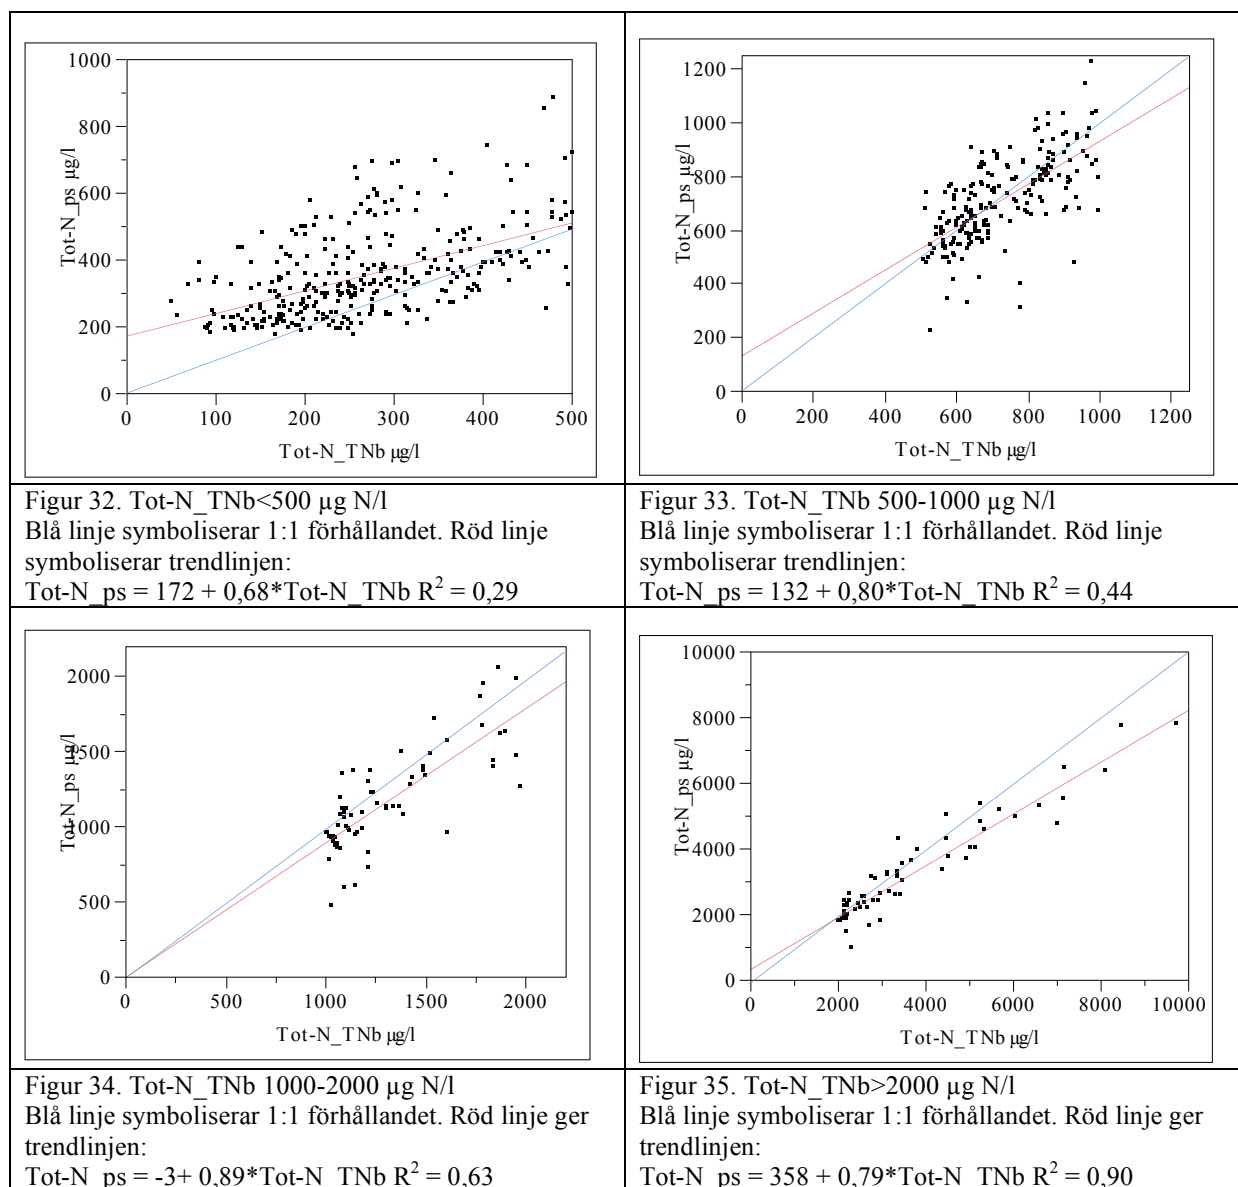 1000
800
600
400
200
0
Tot-N_ps µg/l
0 100 200 300 400 500
Tot-N_TNb µg/l
Figur 32. Tot-N_TNb<500 µg N/l
Blå linje symboliserar 1:1 förhållandet. Röd linje
symboliserar trendlinjen:
Tot-N_ps = 172 + 0,68*Tot-N_TNb R² = 0,29
1200
1000
800
600
400
200
0
Tot-N_ps µg/l
0 200 400 600 800 1000 1200
Tot-N_TNb µg/l
Figur 33. Tot-N_TNb 500-1000 µg N/l
Blå linje symboliserar 1:1 förhållandet. Röd linje
symboliserar trendlinjen:
Tot-N_ps = 132 + 0,80*Tot-N_TNb R² = 0,44
2000
1500
1000
500
0
Tot-N_ps µg/l
0 500 1000 1500 2000
Tot-N_TNb µg/l
Figur 34. Tot-N_TNb 1000-2000 µg N/l
Blå linje symboliserar 1:1 förhållandet. Röd linje ger
trendlinjen:
Tot-N_ps = -3+ 0,89*Tot-N_TNb R² = 0,63
10000
8000
6000
4000
2000
0
Tot-N_ps µg/l
0 2000 4000 6000 8000 10000
Tot-N_TNb µg/l
Figur 35. Tot-N_TNb>2000 µg N/l
Blå linje symboliserar 1:1 förhållandet. Röd linje ger
trendlinjen:
Tot-N_ps = 358 + 0,79*Tot-N_TNb R² = 0,90